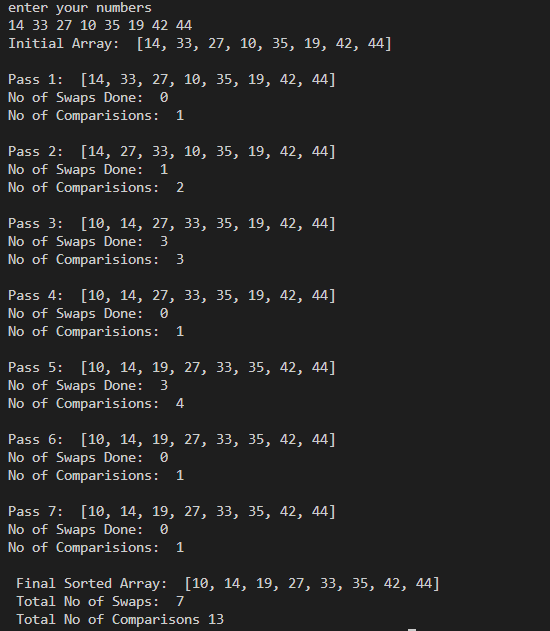 enter your numbers
14 33 27 10 35 19 42 44
Initial Array:  [14, 33, 27, 10, 35, 19, 42, 44]
Pass 1:  [14, 33, 27, 10, 35, 19, 42, 44]
No of Swaps Done:  0
No of Comparisions:  1
Pass 2:  [14, 27, 33, 10, 35, 19, 42, 44]
No of Swaps Done:  1
No of Comparisions:  2
Pass 3:  [10, 14, 27, 33, 35, 19, 42, 44]
No of Swaps Done:  3
No of Comparisions:  3
Pass 4:  [10, 14, 27, 33, 35, 19, 42, 44]
No of Swaps Done:  0
No of Comparisions:  1
Pass 5:  [10, 14, 19, 27, 33, 35, 42, 44]
No of Swaps Done:  3
No of Comparisions:  4
Pass 6:  [10, 14, 19, 27, 33, 35, 42, 44]
No of Swaps Done:  0
No of Comparisions:  1
Pass 7:  [10, 14, 19, 27, 33, 35, 42, 44]
No of Swaps Done:  0
No of Comparisions:  1
Final Sorted Array:  [10, 14, 19, 27, 33, 35, 42, 44]
Total No of Swaps:  7
Total No of Comparisons 13